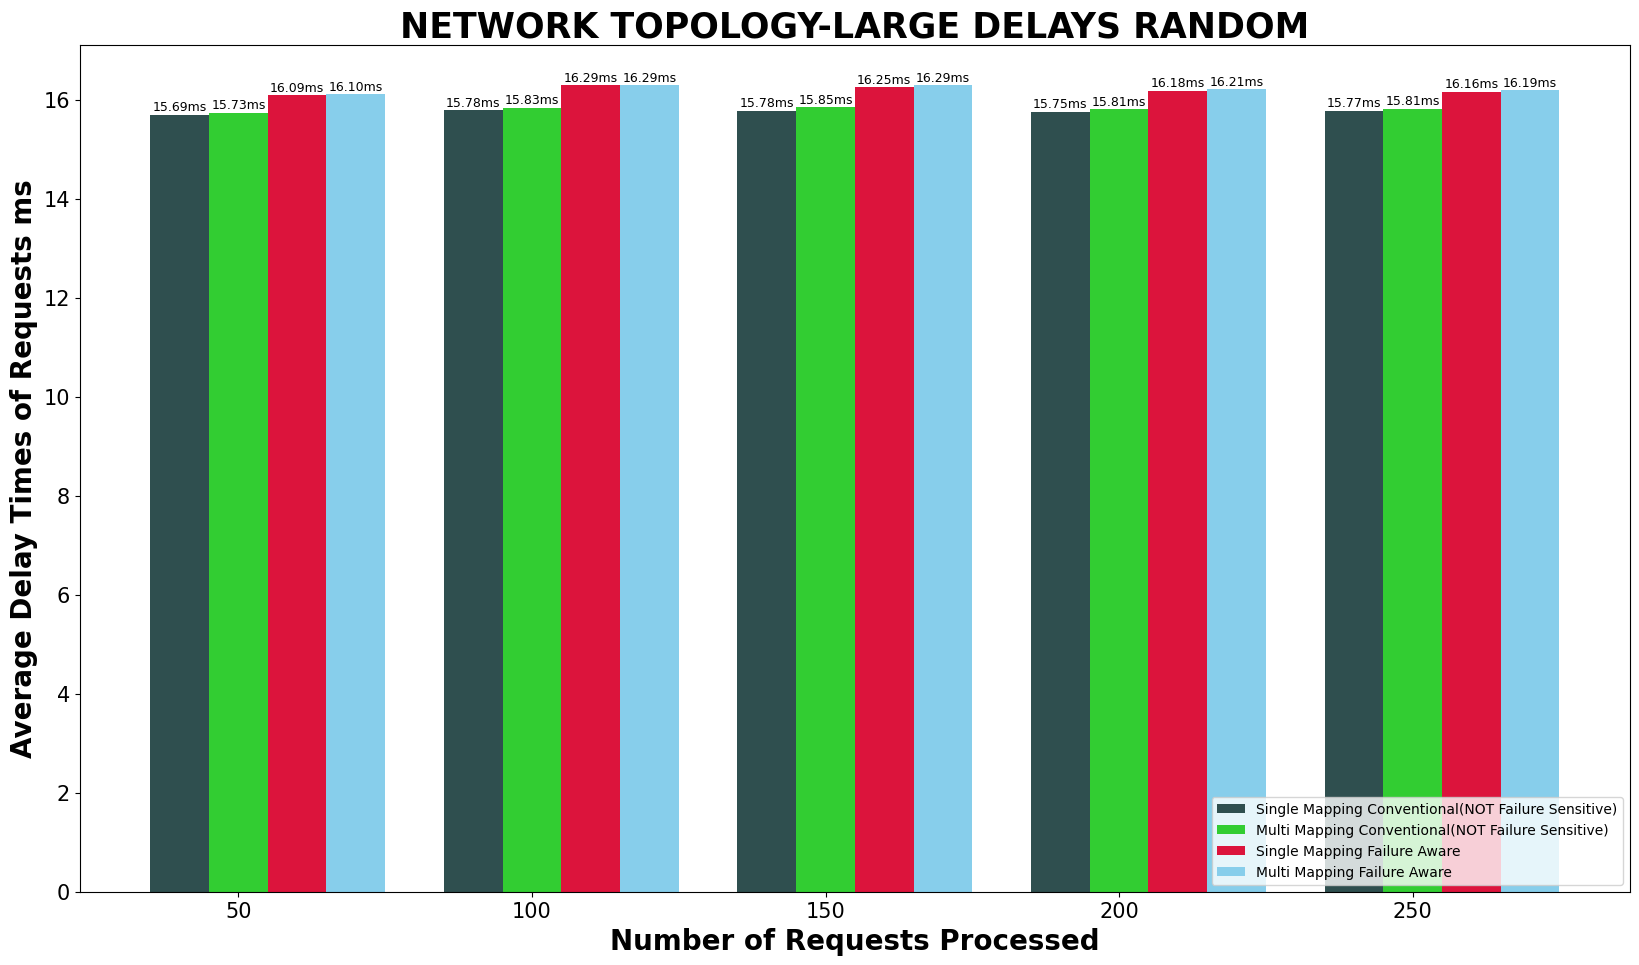 NETWORK TOPOLOGY-LARGE DELAYS RANDOM
Average Delay Times of Requests ms
16
14
12
10
8
6
4
2
0
15.69ms
15.73ms
16.09ms
16.10ms
15.78ms
15.83ms
16.29ms
16.29ms
15.78ms
15.85ms
16.25ms
16.29ms
15.75ms
15.81ms
16.18ms
16.21ms
15.77ms
15.81ms
16.16ms
16.19ms
Single Mapping Conventional(NOT Failure Sensitive)
Multi Mapping Conventional(NOT Failure Sensitive)
Single Mapping Failure Aware
Multi Mapping Failure Aware
50
100
150
200
250
Number of Requests Processed